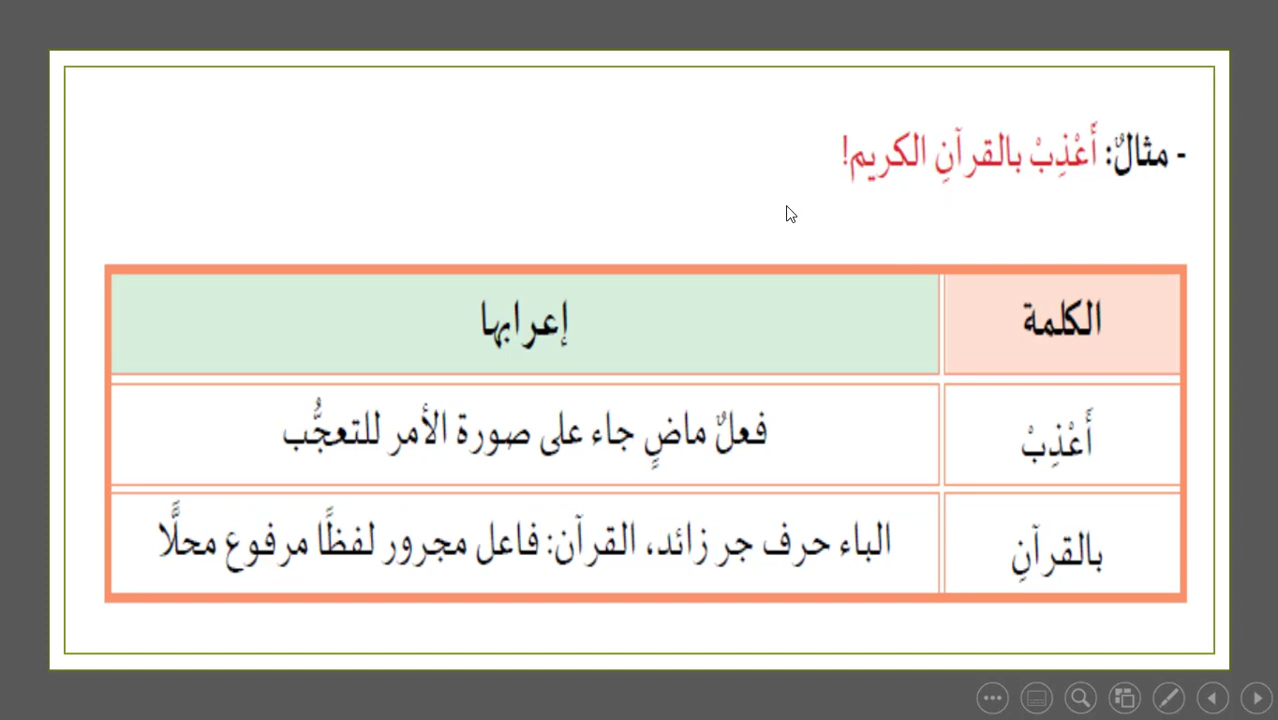 - مثالٌ: أَعْذِبْ بالقرآنِ الكريمِ!
الكلمة
إعرابها
أَعْذِبْ
فعلٌ ماضٍ جاء على صورة الأمر للتعجُّب
بالقرآنِ
الباء حرف جر زائد، القرآن: فاعل مجرور لفظًا مرفوع محلًّا